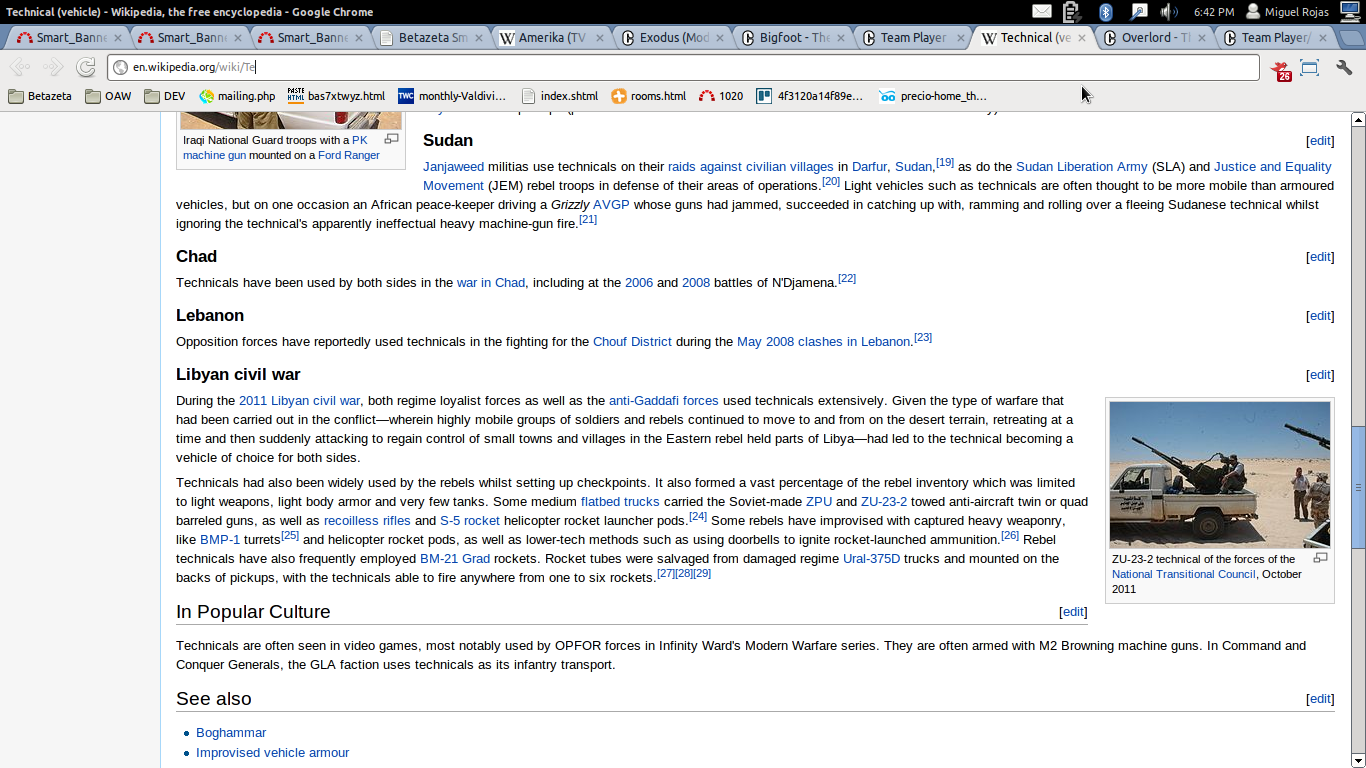 Technical (vehicle) - Wikipedia, the free encyclopedia - Google Chrome
6:42 PM Miguel Rojas
Smart_Banne Smart_Banne Smart_Banne Betazeta Sm Amerika (TV Exodus (Mod Bigfoot - The Team Player Technical (ve Overlord - Th Team Player/
en.wikipedia.org/wiki/Te
26
Betazeta OAW DEV mailing.php bas7xtwyz.html monthly-Valdivi... index.shtml rooms.html 1020 4f3120a14f89e... precio-home_th...
Iraqi National Guard troops with a PK
machine gun mounted on a Ford Ranger
Sudan [edit]
Janjaweed militias use technicals on their raids against civilian villages in Darfur, Sudan,[19] as do the Sudan Liberation Army (SLA) and Justice and Equality
Movement (JEM) rebel troops in defense of their areas of operations.[20] Light vehicles such as technicals are often thought to be more mobile than armoured
vehicles, but on one occasion an African peace-keeper driving a Grizzly AVGP whose guns had jammed, succeeded in catching up with, ramming and rolling over a fleeing Sudanese technical whilst
ignoring the technical's apparently ineffectual heavy machine-gun fire.[21]
Chad [edit]
Technicals have been used by both sides in the war in Chad, including at the 2006 and 2008 battles of N'Djamena.[22]
Lebanon [edit]
Opposition forces have reportedly used technicals in the fighting for the Chouf District during the May 2008 clashes in Lebanon.[23]
Libyan civil war [edit]
During the 2011 Libyan civil war, both regime loyalist forces as well as the anti-Gaddafi forces used technicals extensively. Given the type of warfare that
had been carried out in the conflict—wherein highly mobile groups of soldiers and rebels continued to move to and from on the desert terrain, retreating at a
time and then suddenly attacking to regain control of small towns and villages in the Eastern rebel held parts of Libya—had led to the technical becoming a
vehicle of choice for both sides.
Technicals had also been widely used by the rebels whilst setting up checkpoints. It also formed a vast percentage of the rebel inventory which was limited
to light weapons, light body armor and very few tanks. Some medium flatbed trucks carried the Soviet-made ZPU and ZU-23-2 towed anti-aircraft twin or quad
barreled guns, as well as recoilless rifles and S-5 rocket helicopter rocket launcher pods.[24] Some rebels have improvised with captured heavy weaponry,
like BMP-1 turrets[25] and helicopter rocket pods, as well as lower-tech methods such as using doorbells to ignite rocket-launched ammunition.[26] Rebel
technicals have also frequently employed BM-21 Grad rockets. Rocket tubes were salvaged from damaged regime Ural-375D trucks and mounted on the
backs of pickups, with the technicals able to fire anywhere from one to six rockets.[27][28][29]
ZU-23-2 technical of the forces of the
National Transitional Council, October
2011
In Popular Culture [edit]
Technicals are often seen in video games, most notably used by OPFOR forces in Infinity Ward's Modern Warfare series. They are often armed with M2 Browning machine guns. In Command and
Conquer Generals, the GLA faction uses technicals as its infantry transport.
See also [edit]
Boghammar
Improvised vehicle armour